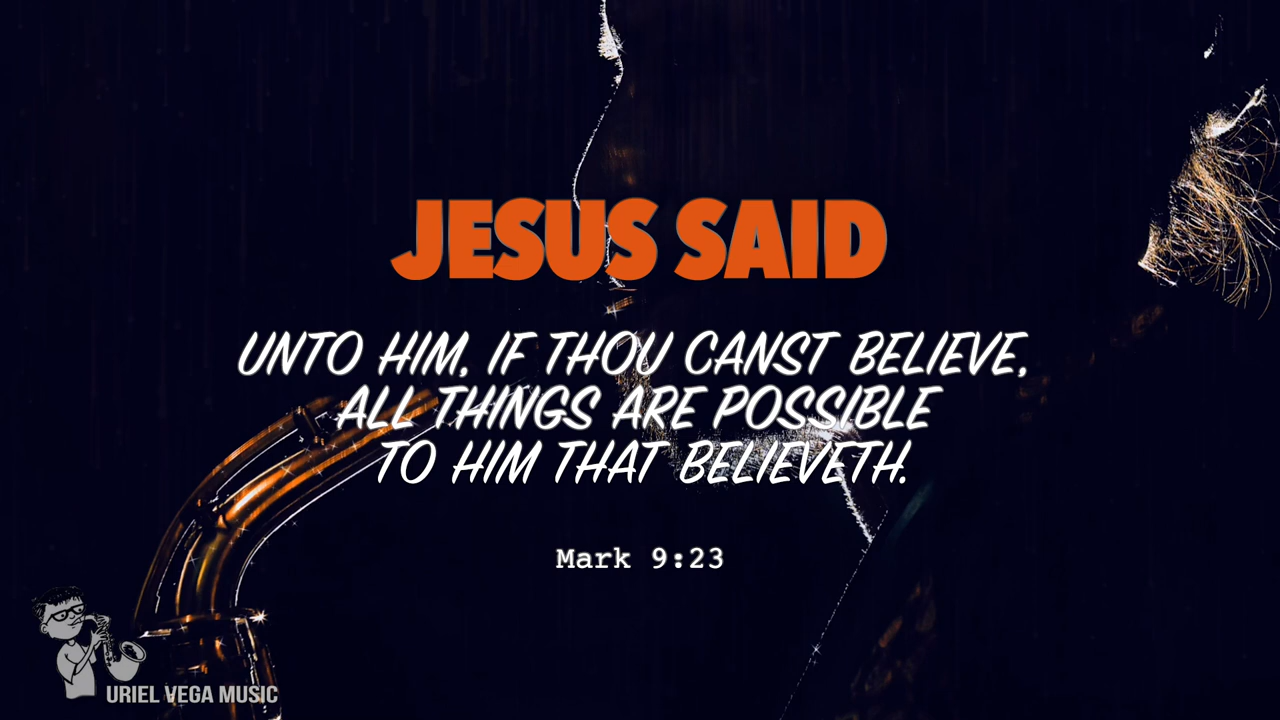 JESUS SAID
UNTO HIM, IF THOU CANST BELIEVE,
ALL THINGS ARE POSSIBLE
TO HIM THAT BELIEVETH.
Mark 9:23
URIEL VEGA MUSIC